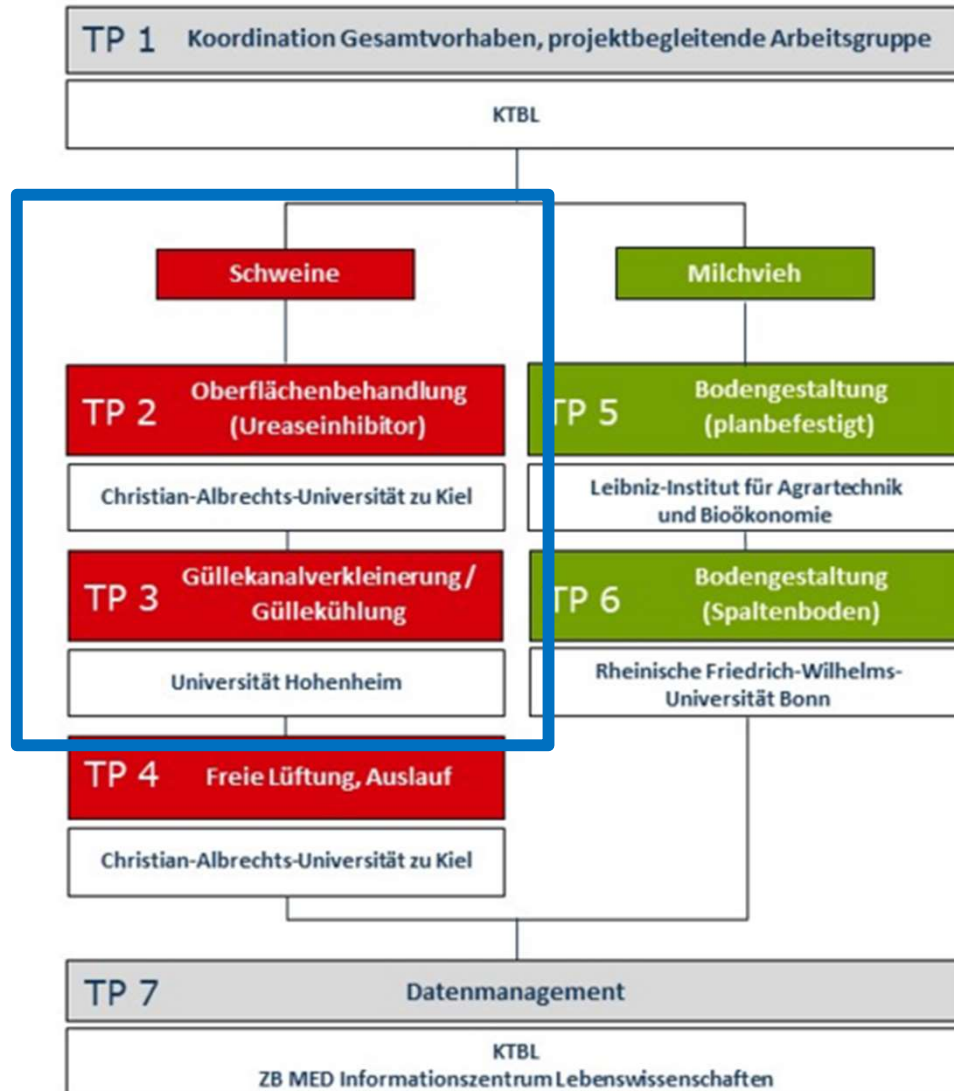 TP 1 Koordination Gesamtvorhaben, projektbegleitende Arbeitsgruppe
KTBL
Schweine
Milchvieh
TP 2 Oberflächenbehandlung
(Ureaseinhibitor)
Christian-Albrechts-Universität zu Kiel
TP 3 Güllekanalverkleinerung/
Güllekühlung
Universität Hohenheim
TP 4 Freie Lüftung, Auslauf
Christian-Albrechts-Universität zu Kiel
TP 5 Bodengestaltung
(planbefestigt)
Leibniz-Institut für Agrartechnik
und Bioökonomie
TP 6 Bodengestaltung
(Spaltenboden)
Rheinische Friedrich-Wilhelms-
Universität Bonn
TP 7 Datenmanagement
KTBL
ZB MED Informationszentrum Lebenswissenschaften